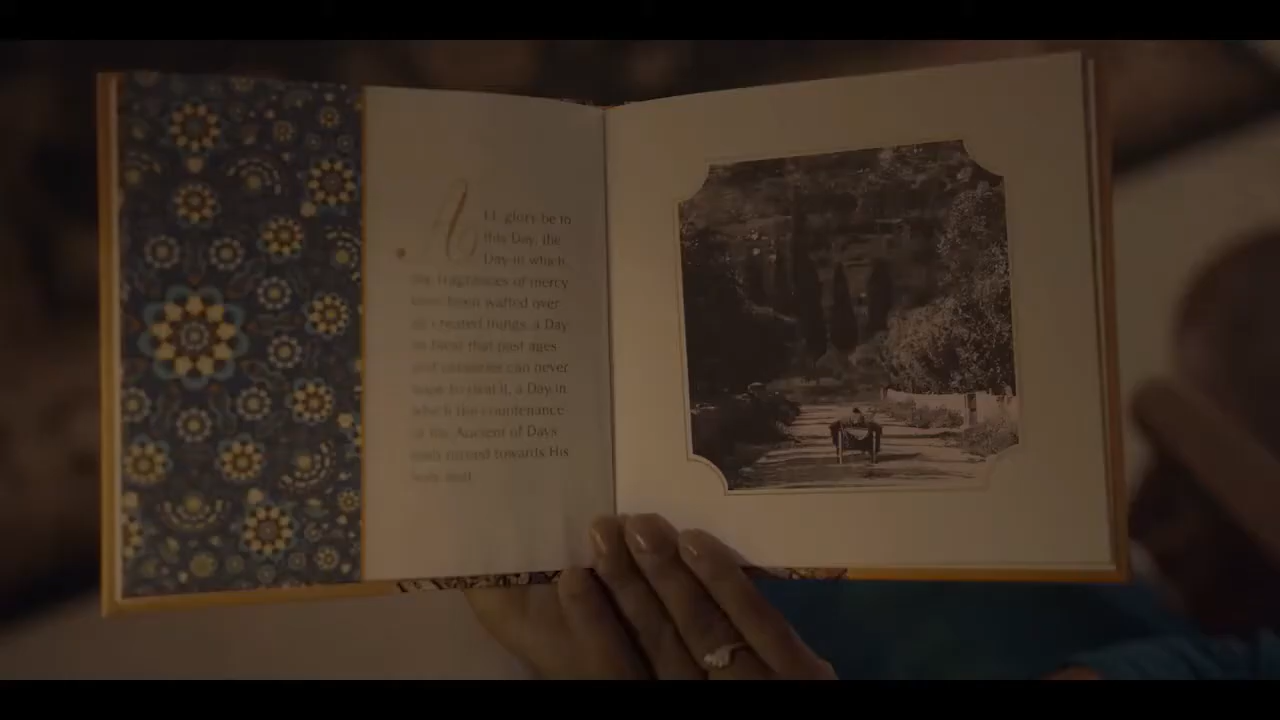 ALL glory be to
this Day, the
Day in which
the fragrances of mercy
have been wafted over
all created things, a Day
so blest that past ages
and centuries can never
hope to rival it, a Day in
which the countenance
of the Ancient of Days
hath turned towards His
holy seat.